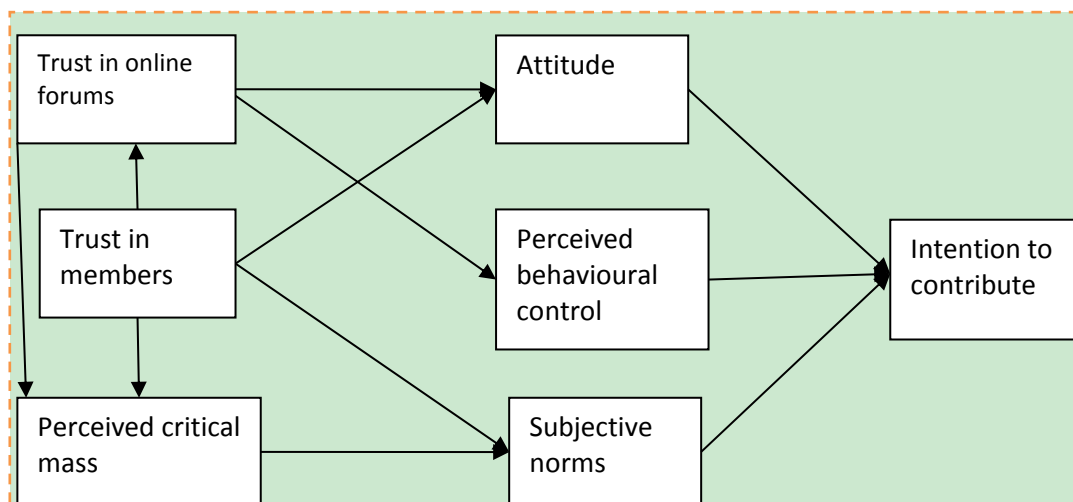 Trust in online
forums
Attitude
Trust in
members
Perceived
behavioural
control
Intention to
contribute
Perceived critical
mass
Subjective
norms